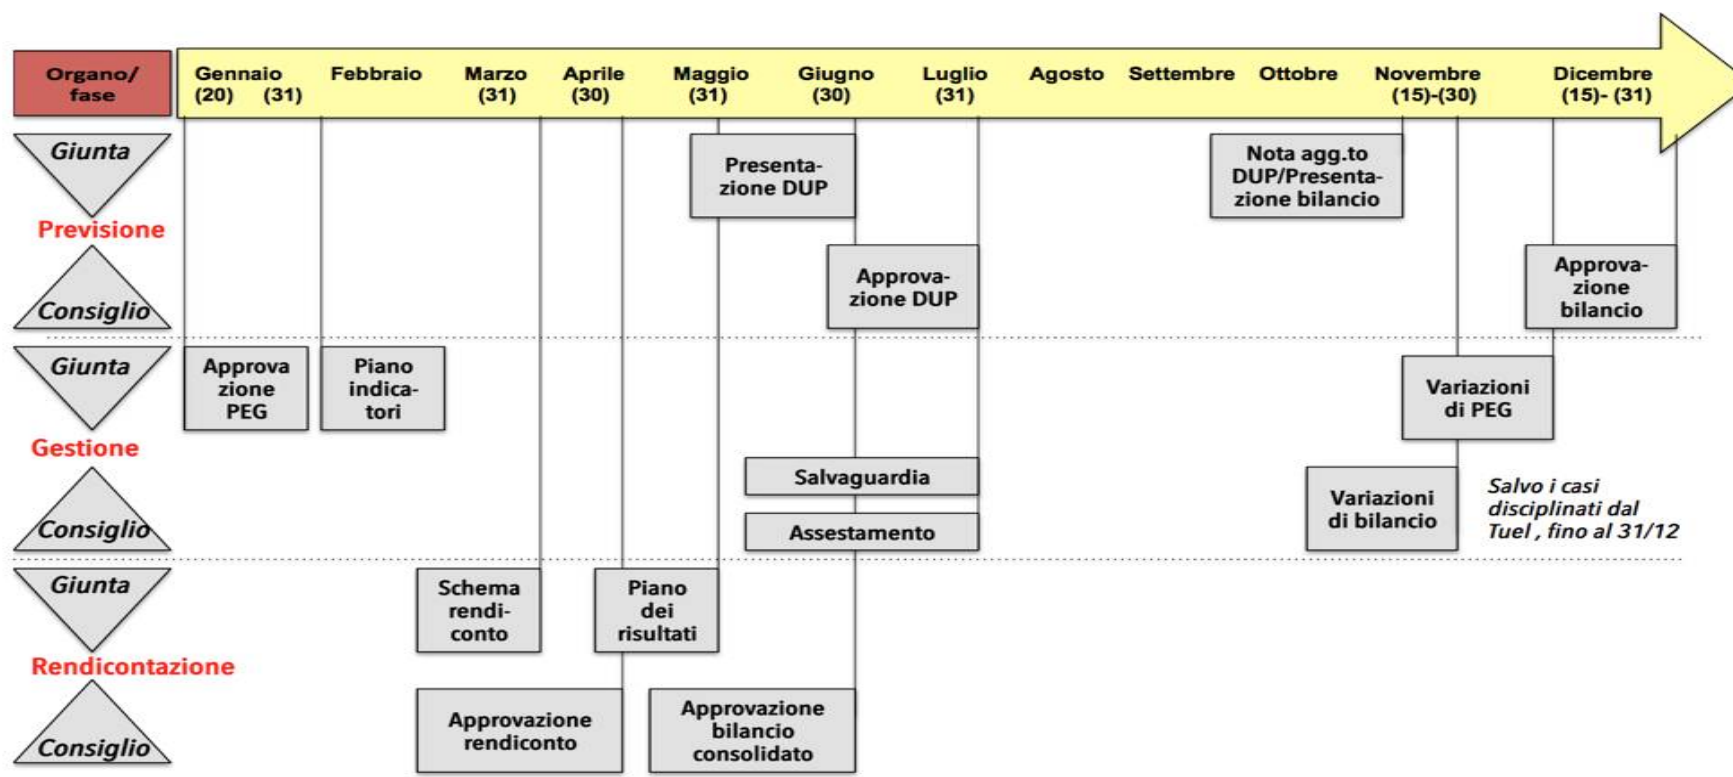 Organo/
fase
Gennaio
(20) (31)
Febbraio
Marzo
(31)
Aprile
(30)
Maggio
(31)
Giugno
(30)
Luglio
(31)
Agosto
Settembre
Ottobre
Novembre
(15)-(30)
Dicembre
(15)- (31)
Giunta
Previsione
Consiglio
Presenta-
zione DUP
Nota agg.to
DUP/Presenta-
zione bilancio
Approva-
zione DUP
Approva-
zione
bilancio
Giunta
Gestione
Consiglio
Approva
zione
PEG
Piano
indica-
tori
Variazioni
di PEG
Salvaguardia
Assestamento
Variazioni
di bilancio
Salvo i casi
disciplinati dal
Tuel , fino al 31/12
Giunta
Rendicontazione
Consiglio
Schema
rendi-
conto
Piano
dei
risultati
Approvazione
rendiconto
Approvazione
bilancio
consolidato